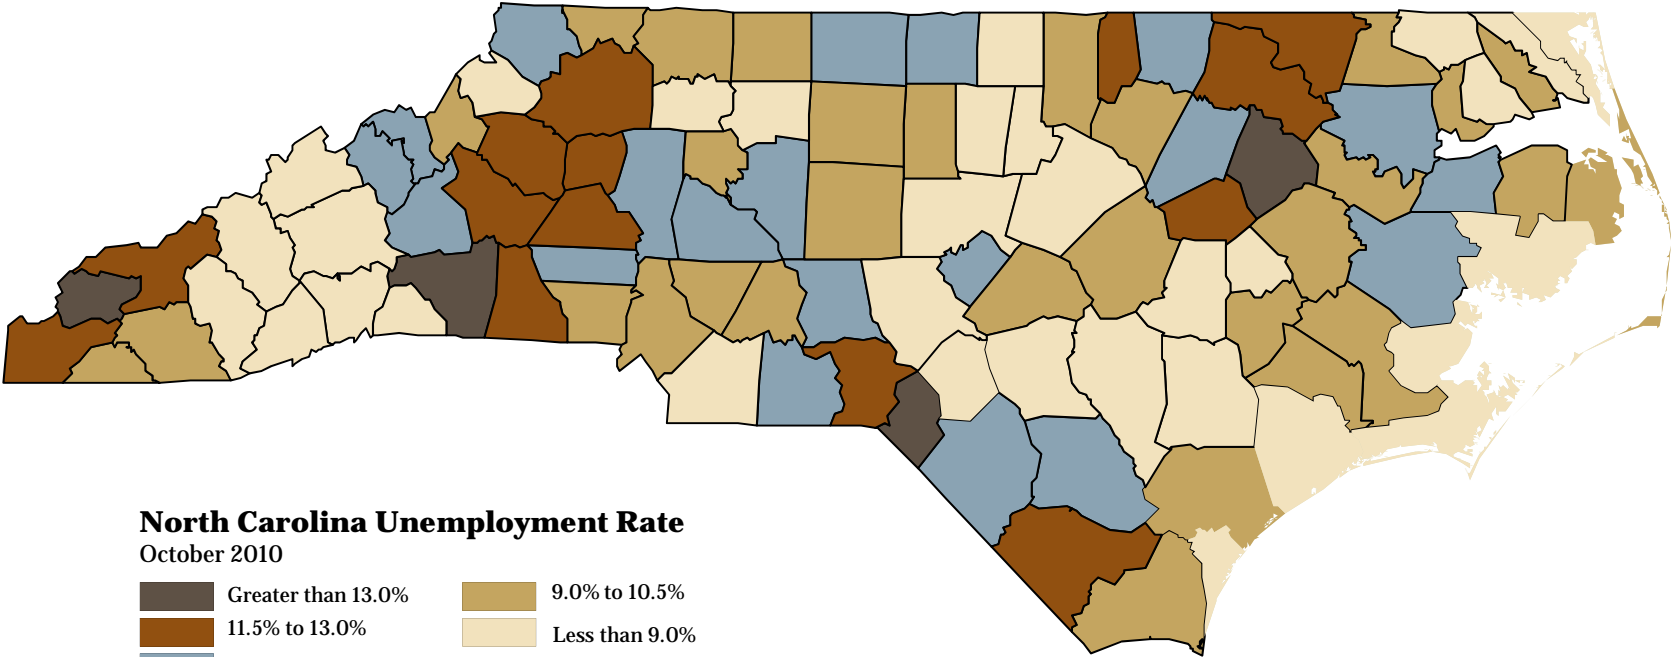 North Carolina Unemployment Rate
October 2010
Greater than 13.0%
9.0% to 10.5%
11.5% to 13.0%
Less than 9.0%